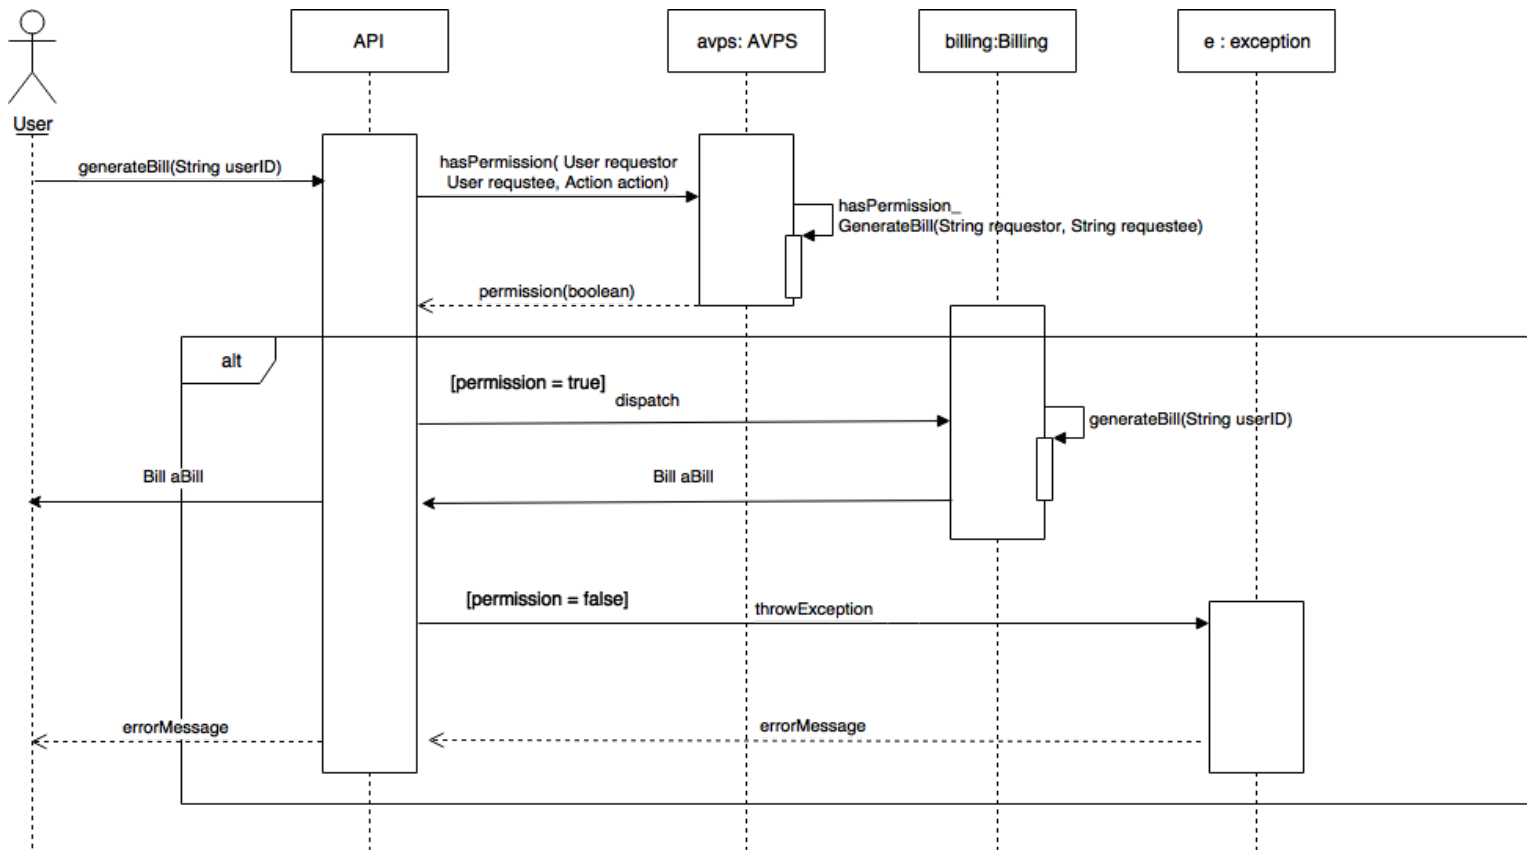 API
avps: AVPS
billing:Billing
e : exception
User
generateBill(String userID)
hasPermission( User requestor
User requstee, Action action)
hasPermission_
GenerateBill(String requestor, String requestee)
permission(boolean)
alt
[permission = true]
dispatch
generateBill(String userID)
Bill aBill
Bill aBill
[permission = false]
throwException
errorMessage
errorMessage